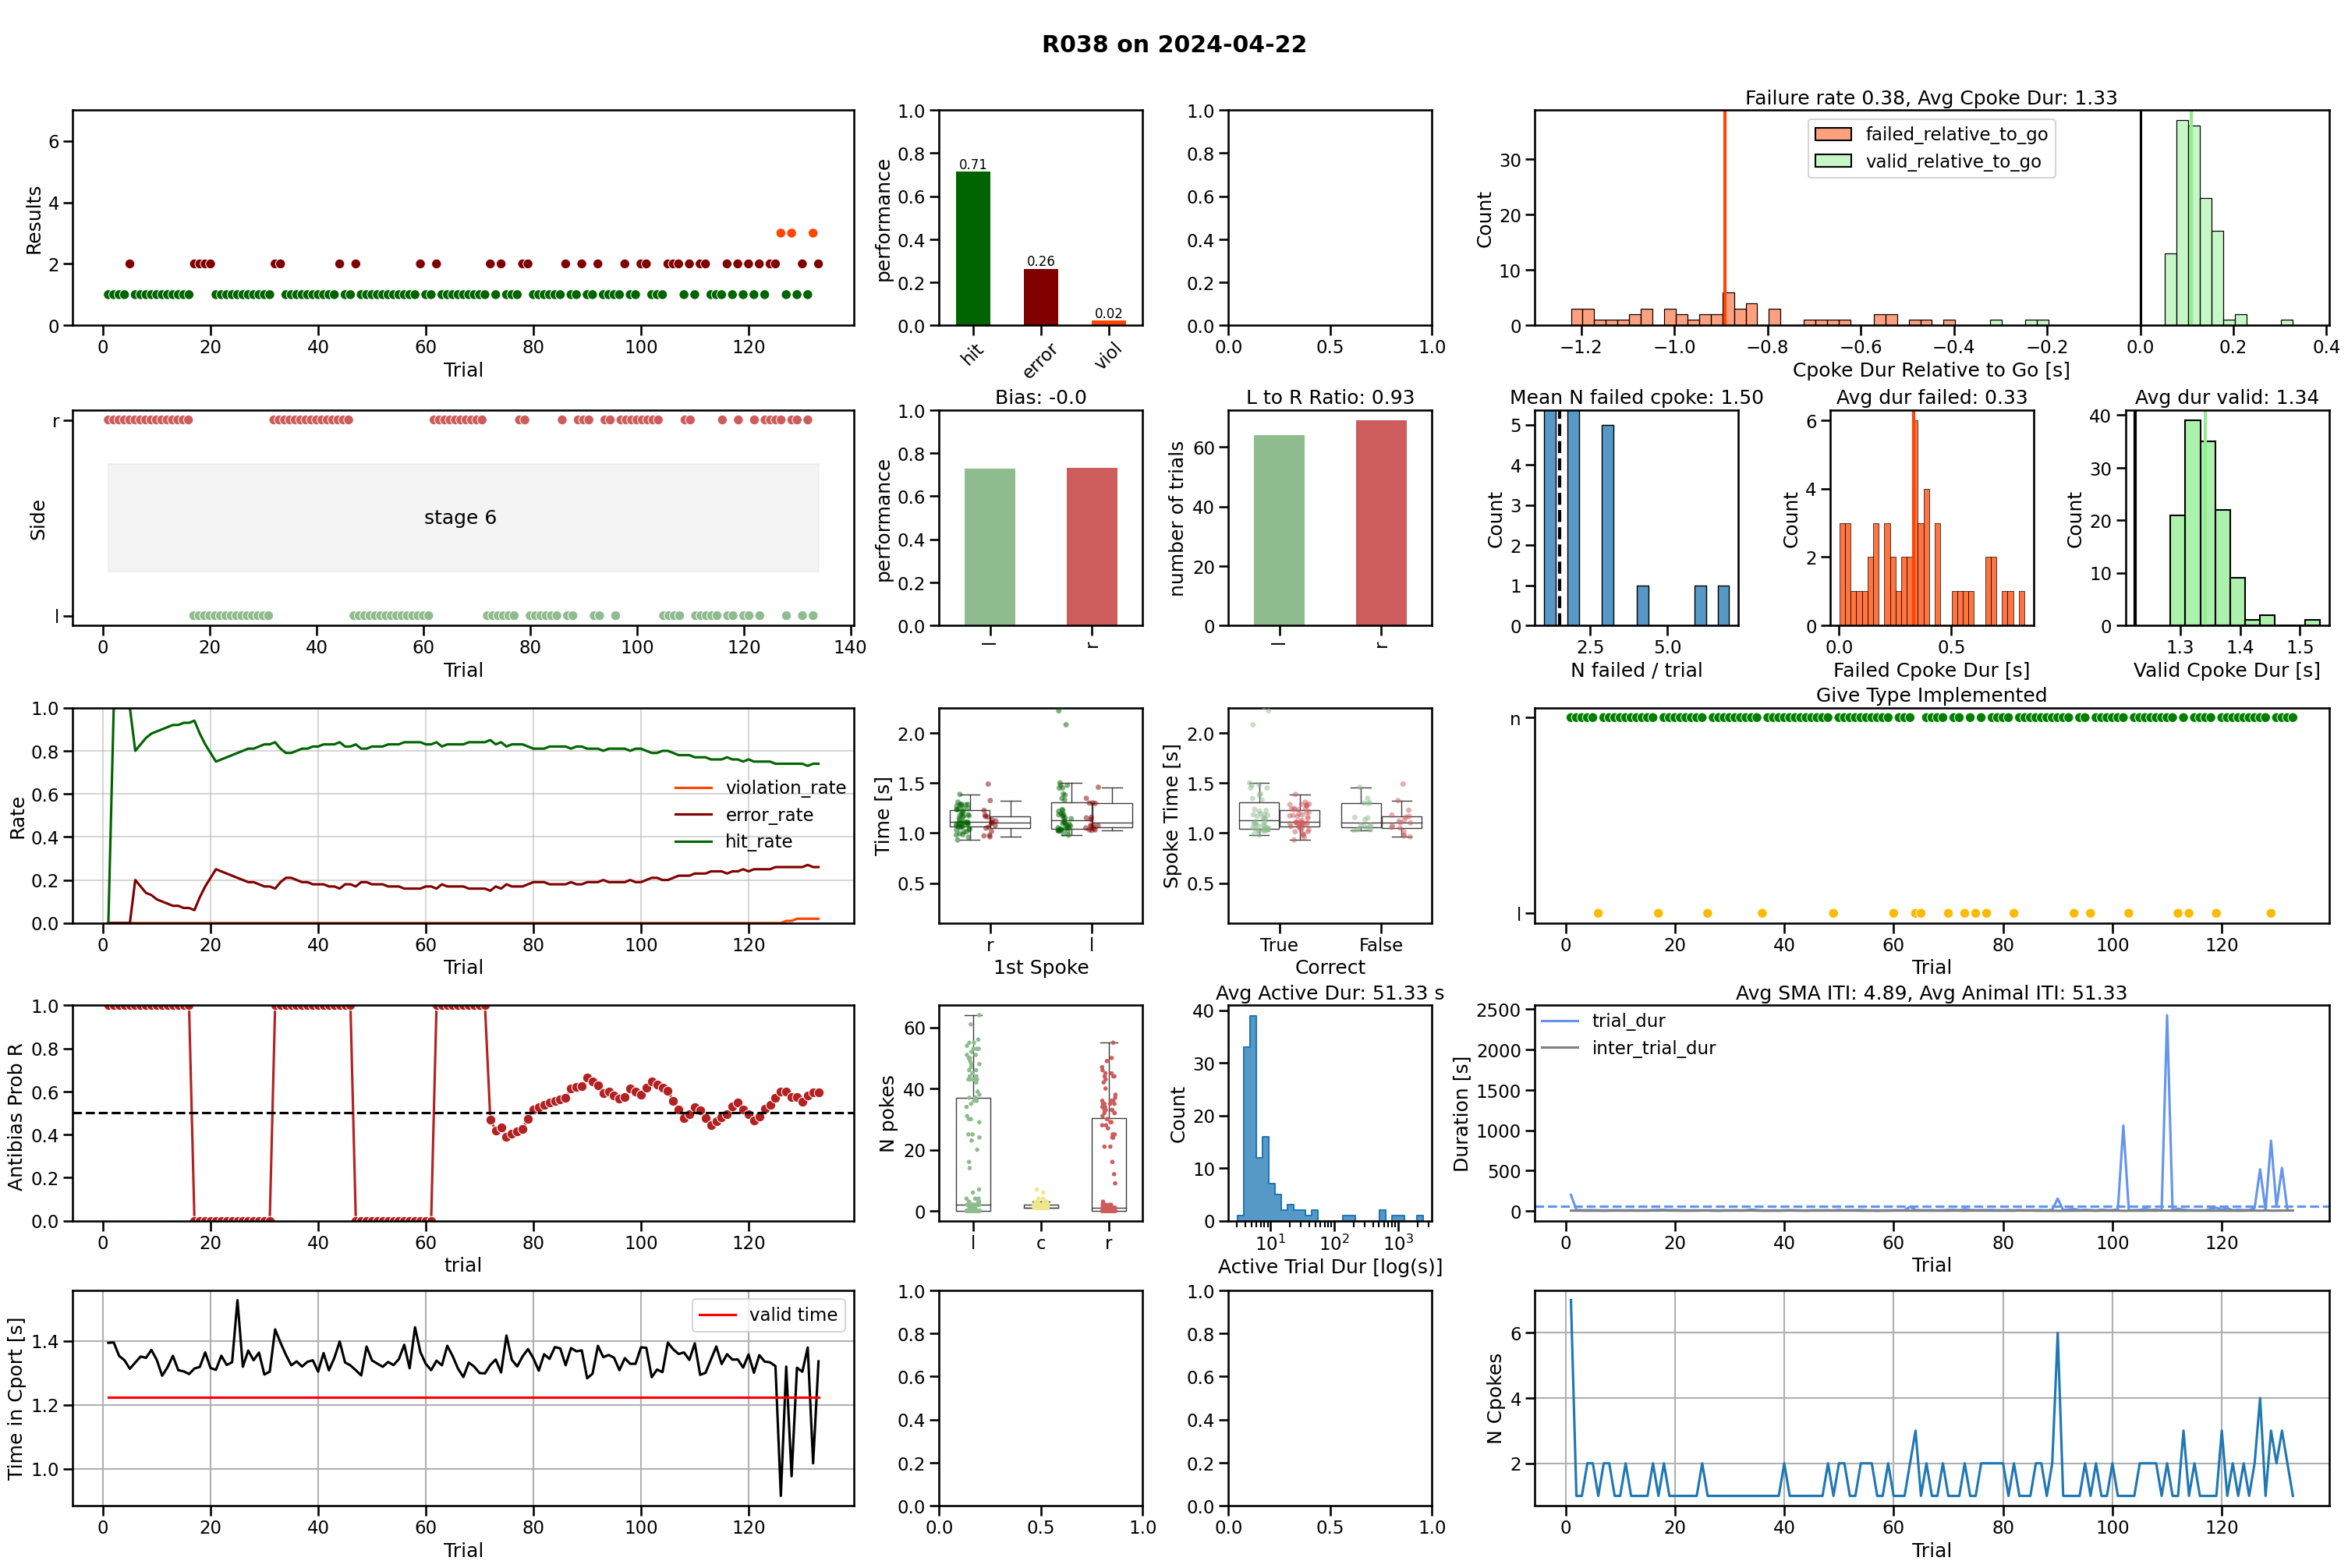 R038 on 2024-04-22
Results
0
2
4
6
0
20
40
60
80
100
120
Trial
performance
0.0
0.2
0.4
0.6
0.8
1.0
0.71
0.26
0.02
hit
error
viol
0.0
0.2
0.4
0.6
0.8
1.0
0.0
0.5
1.0
Failure rate 0.38, Avg Cpoke Dur: 1.33
failed_relative_to_go
valid_relative_to_go
Count
0
10
20
30
−1.2
−1.0
−0.8
−0.6
−0.4
−0.2
0.0
0.2
0.4
Cpoke Dur Relative to Go [s]
Side
r
l
stage 6
0
20
40
60
80
100
120
140
Trial
Bias: -0.0
performance
0.0
0.2
0.4
0.6
0.8
1.0
l
r
L to R Ratio: 0.93
number of trials
0
20
40
60
l
r
Mean N failed cpoke: 1.50
Count
0
1
2
3
4
5
2.5
5.0
N failed / trial
Avg dur failed: 0.33
Count
0
2
4
6
0.0
0.5
Failed Cpoke Dur [s]
Avg dur valid: 1.34
Count
0
10
20
30
40
1.3
1.4
1.5
Valid Cpoke Dur [s]
Rate
0.0
0.2
0.4
0.6
0.8
1.0
violation_rate
error_rate
hit_rate
0
20
40
60
80
100
120
Trial
Time [s]
0.5
1.0
1.5
2.0
r
l
1st Spoke
Spoke Time [s]
0.5
1.0
1.5
2.0
True
False
Correct
Give Type Implemented
n
l
0
20
40
60
80
100
120
Trial
Antibias Prob R
0.0
0.2
0.4
0.6
0.8
1.0
0
20
40
60
80
100
120
trial
N pokes
0
20
40
60
l
c
r
Avg Active Dur: 51.33 s
Count
0
10
20
30
40
10¹
10²
10³
Active Trial Dur [log(s)]
Avg SMA ITI: 4.89, Avg Animal ITI: 51.33
trial_dur
inter_trial_dur
Duration [s]
0
500
1000
1500
2000
2500
0
20
40
60
80
100
120
Trial
Time in Cport [s]
1.0
1.2
1.4
valid time
0
20
40
60
80
100
120
Trial
0.0
0.2
0.4
0.6
0.8
1.0
0.0
0.5
1.0
0.0
0.2
0.4
0.6
0.8
1.0
0.0
0.5
1.0
N Cpokes
2
4
6
0
20
40
60
80
100
120
Trial